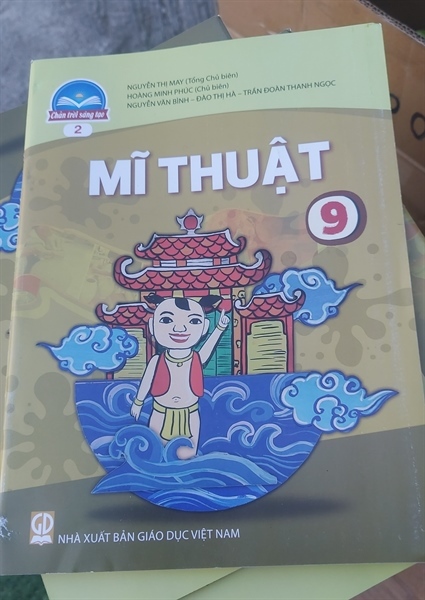 NGUYỄN THỊ MAY (Tổng Chủ biên)
HOÀNG MINH PHÚC (Chủ biên)
NGUYỄN VĂN BÌNH – ĐÀO THỊ HÀ – TRẦN ĐOÀN THANH NGỌC
Chân trời sáng tạo
2
MĨ THUẬT
9
GD
NHÀ XUẤT BẢN GIÁO DỤC VIỆT NAM